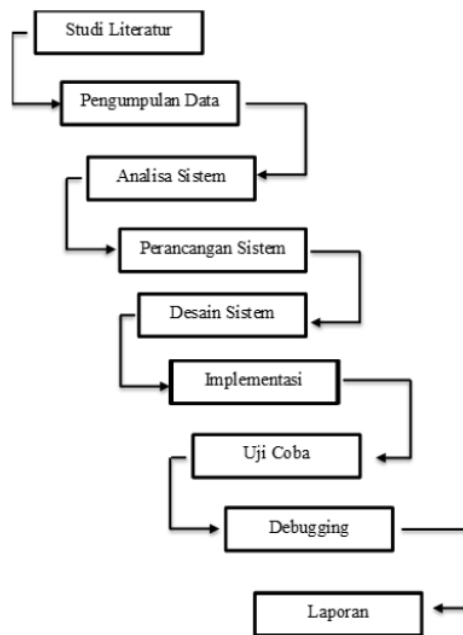 Studi Literatur
Pengumpulan Data
Analisa Sistem
Perancangan Sistem
Desain Sistem
Implementasi
Uji Coba
Debugging
Laporan